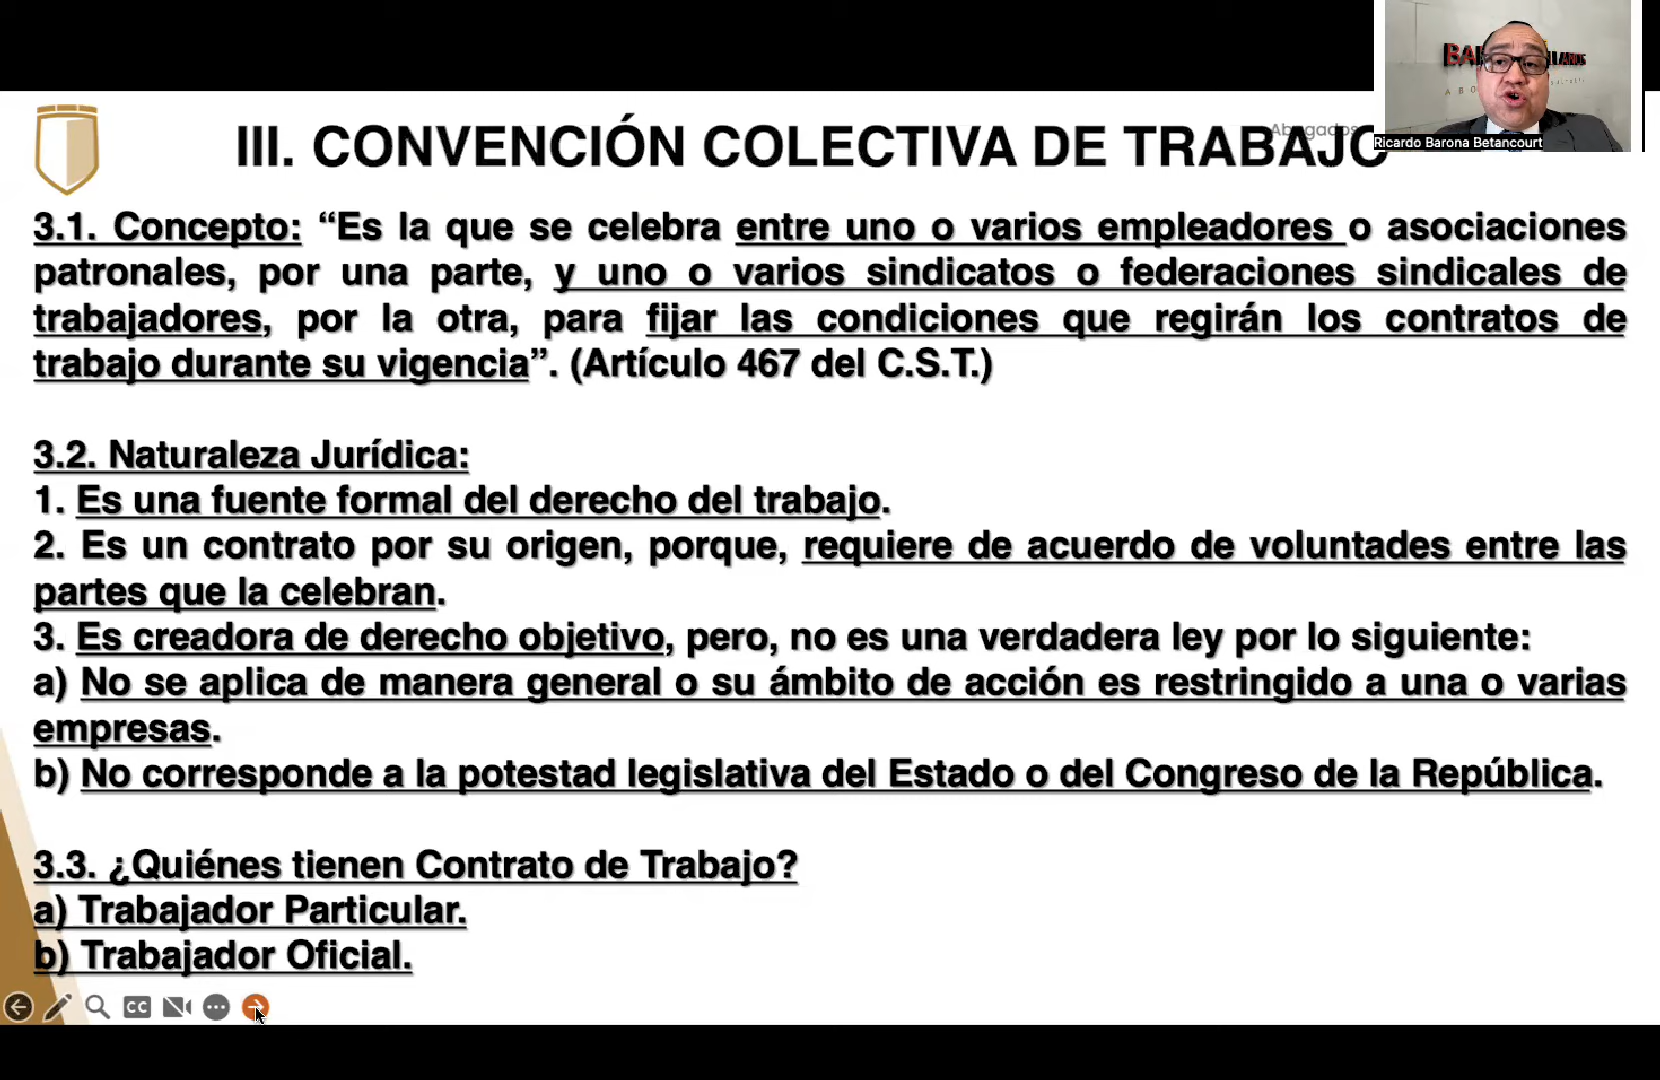 III. CONVENCIÓN COLECTIVA DE TRABAJO
Abogados
Ricardo Barona Betancourt
3.1. Concepto: “Es la que se celebra entre uno o varios empleadores o asociaciones
patronales, por una parte, y uno o varios sindicatos o federaciones sindicales de
trabajadores, por la otra, para fijar las condiciones que regirán los contratos de
trabajo durante su vigencia”. (Artículo 467 del C.S.T.)
3.2. Naturaleza Jurídica:
1. Es una fuente formal del derecho del trabajo.
2. Es un contrato por su origen, porque, requiere de acuerdo de voluntades entre las
partes que la celebran.
3. Es creadora de derecho objetivo, pero, no es una verdadera ley por lo siguiente:
a) No se aplica de manera general o su ámbito de acción es restringido a una o varias
empresas.
b) No corresponde a la potestad legislativa del Estado o del Congreso de la República.
3.3. ¿Quiénes tienen Contrato de Trabajo?
a) Trabajador Particular.
b) Trabajador Oficial.
CC